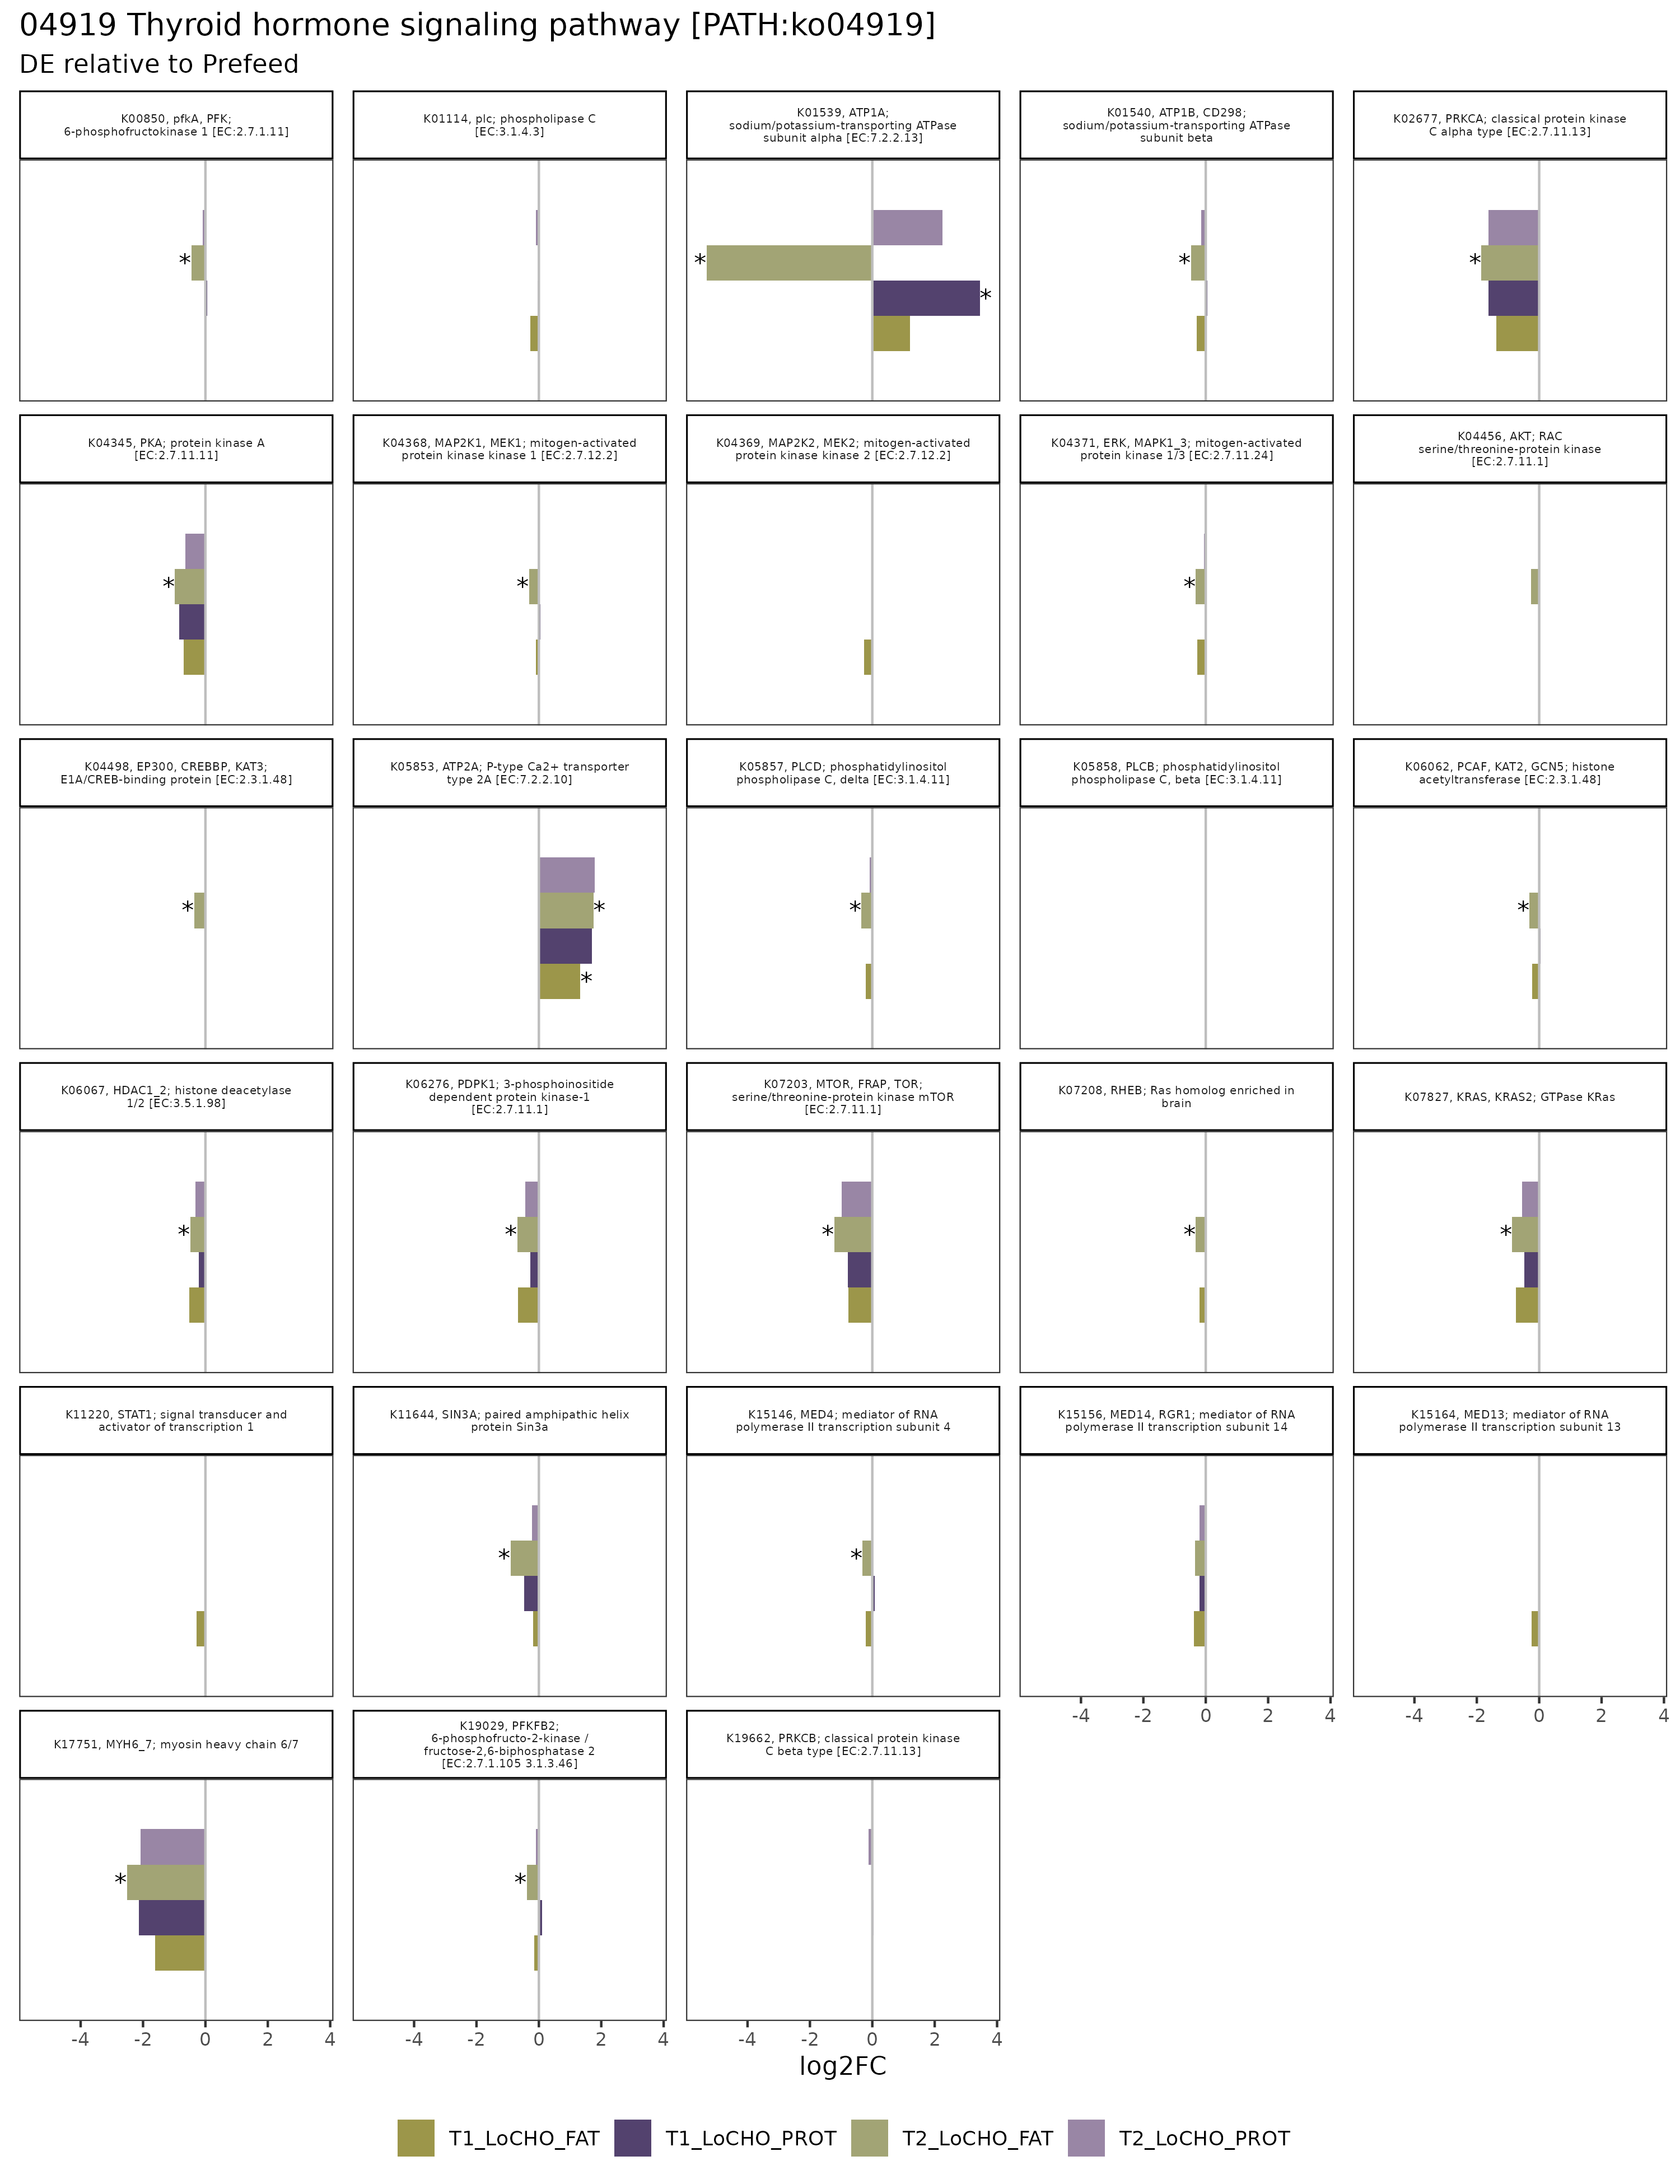 04919 Thyroid hormone signaling pathway [PATH:ko04919]
DE relative to Prefeed
K00850, pfkA, PFK;
6-phosphofructokinase 1 [EC:2.7.1.11]
K01114, plc; phospholipase C
[EC:3.1.4.3]
K01539, ATP1A;
sodium/potassium-transporting ATPase
subunit alpha [EC:7.2.2.13]
K01540, ATP1B, CD298;
sodium/potassium-transporting ATPase
subunit beta
K02677, PRKCA; classical protein kinase
C alpha type [EC:2.7.11.13]
*
*
*
*
*
K04345, PKA; protein kinase A
[EC:2.7.11.11]
K04368, MAP2K1, MEK1; mitogen-activated
protein kinase kinase 1 [EC:2.7.12.2]
K04369, MAP2K2, MEK2; mitogen-activated
protein kinase kinase 2 [EC:2.7.12.2]
K04371, ERK, MAPK1_3; mitogen-activated
protein kinase 1/3 [EC:2.7.11.24]
K04456, AKT; RAC
serine/threonine-protein kinase
[EC:2.7.11.1]
*
*
*
K04498, EP300, CREBBP, KAT3;
E1A/CREB-binding protein [EC:2.3.1.48]
K05853, ATP2A; P-type Ca2+ transporter
type 2A [EC:7.2.2.10]
K05857, PLCD; phosphatidylinositol
phospholipase C, delta [EC:3.1.4.11]
K05858, PLCB; phosphatidylinositol
phospholipase C, beta [EC:3.1.4.11]
K06062, PCAF, KAT2, GCN5; histone
acetyltransferase [EC:2.3.1.48]
*
*
*
*
*
K06067, HDAC1_2; histone deacetylase
1/2 [EC:3.5.1.98]
K06276, PDPK1; 3-phosphoinositide
dependent protein kinase-1
[EC:2.7.11.1]
K07203, MTOR, FRAP, TOR;
serine/threonine-protein kinase mTOR
[EC:2.7.11.1]
K07208, RHEB; Ras homolog enriched in
brain
K07827, KRAS, KRAS2; GTPase KRas
*
*
*
*
*
K11220, STAT1; signal transducer and
activator of transcription 1
K11644, SIN3A; paired amphipathic helix
protein Sin3a
K15146, MED4; mediator of RNA
polymerase II transcription subunit 4
K15156, MED14, RGR1; mediator of RNA
polymerase II transcription subunit 14
K15164, MED13; mediator of RNA
polymerase II transcription subunit 13
*
*
-4 -2 0 2 4
-4 -2 0 2 4
K17751, MYH6_7; myosin heavy chain 6/7
K19029, PFKFB2;
6-phosphofructo-2-kinase /
fructose-2,6-biphosphatase 2
[EC:2.7.1.105 3.1.3.46]
K19662, PRKCB; classical protein kinase
C beta type [EC:2.7.11.13]
*
*
-4 -2 0 2 4
-4 -2 0 2 4
-4 -2 0 2 4
log2FC
T1_LoCHO_FAT T1_LoCHO_PROT T2_LoCHO_FAT T2_LoCHO_PROT